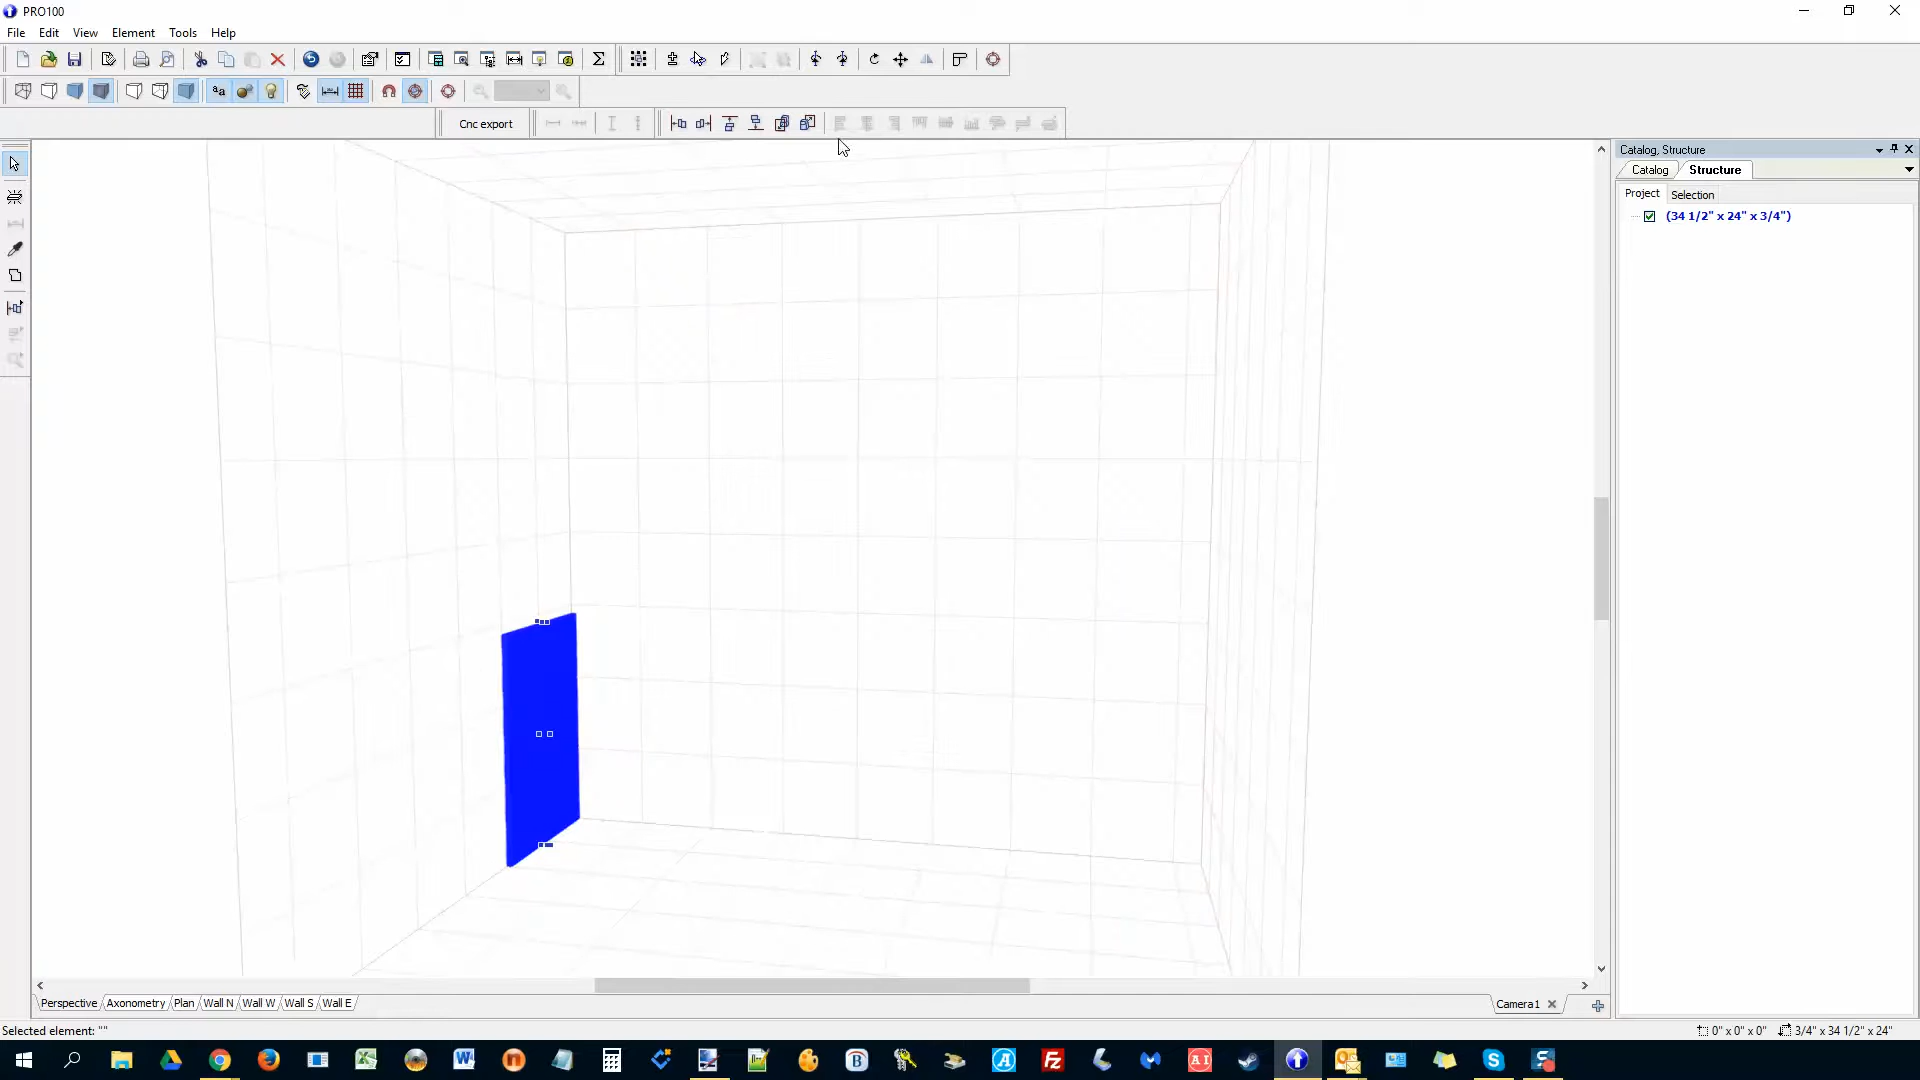 PRO100
File Edit View Element Tools Help
aa
Cnc export
Catalog, Structure
Catalog Structure
Project Selection
(34 1/2" x 24" x 3/4")
Perspective Axonometry Plan Wall N Wall W Wall S Wall E
Camera1
Selected element: ""
0" x 0" x 0" 3/4" x 34 1/2" x 24"